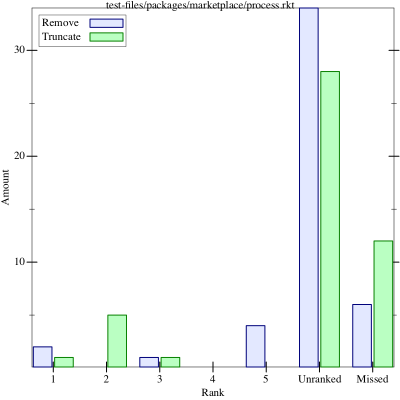 test-files/packages/marketplace/process.rkt
Remove
Truncate
30
20
10
Amount
1 2 3 4 5 Unranked Missed
Rank